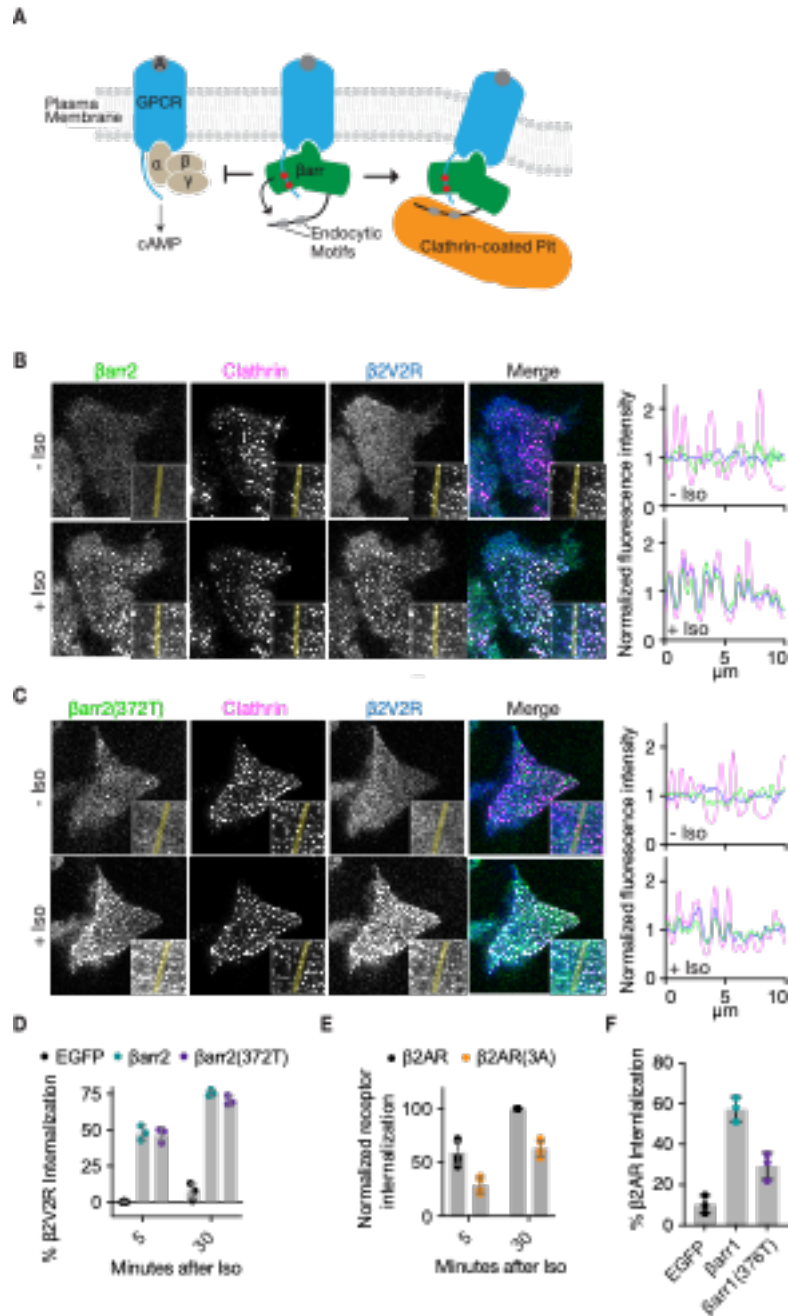 A
A
GPCR
Plasma
Membrane
α
β
γ
βarr
cAMP
Endocytic
Motifs
Clathrin-coated Pit
B
βarr2
Clathrin
β2V2R
Merge
- Iso
+ Iso
Normalized fluorescence intensity
2
1
0
- Iso
2
1
0
+ Iso
0
5
10
μm
C
βarr2(372T)
Clathrin
β2V2R
Merge
- Iso
+ Iso
Normalized fluorescence intensity
2
1
0
- Iso
2
1
0
+ Iso
0
5
10
μm
D
EGFP
βarr2
βarr2(372T)
% β2V2R Internalization
75
50
25
0
5
30
Minutes after Iso
E
β2AR
β2AR(3A)
Normalized receptor
internalization
100
50
0
5
30
Minutes after Iso
F
% β2AR Internalization
80
60
40
20
0
EGFP
βarr1
βarr1(376T)